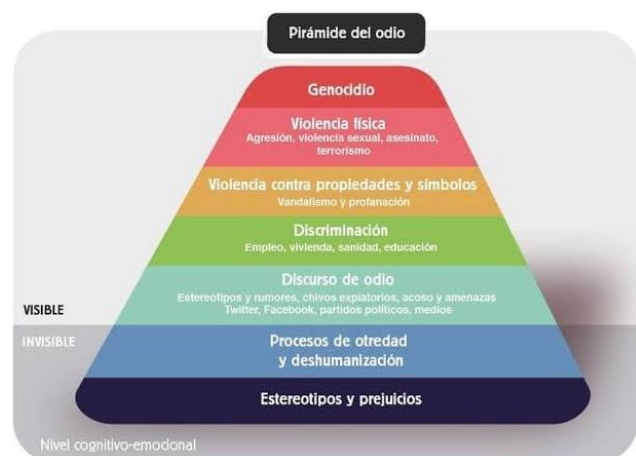 Pirámide del odio
Genocidio
Violencia física
Agresión, violencia sexual, asesinato,
terrorismo
Violencia contra propiedades y símbolos
Vandalismo y profanación
Discriminación
Empleo, vivienda, sanidad, educación
Discurso de odio
Estereotipos y rumores, chivos expiatorios, acoso y amenazas
Twitter, Facebook, partidos políticos, medios
VISIBLE
INVISIBLE
Procesos de otredad
y deshumanización
Estereotipos y prejuicios
Nivel cognitivo-emocional